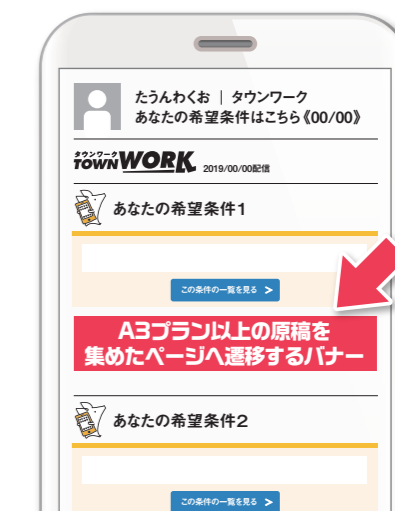 たうんわくお | タウンワーク
あなたの希望条件はこちら《00/00》
タウンワーク
TOWN WORK 2019/00/00配信
あなたの希望条件1
この条件の一覧を見る >
A3プラン以上の原稿を
集めたページへ遷移するバナー
あなたの希望条件2
この条件の一覧を見る >